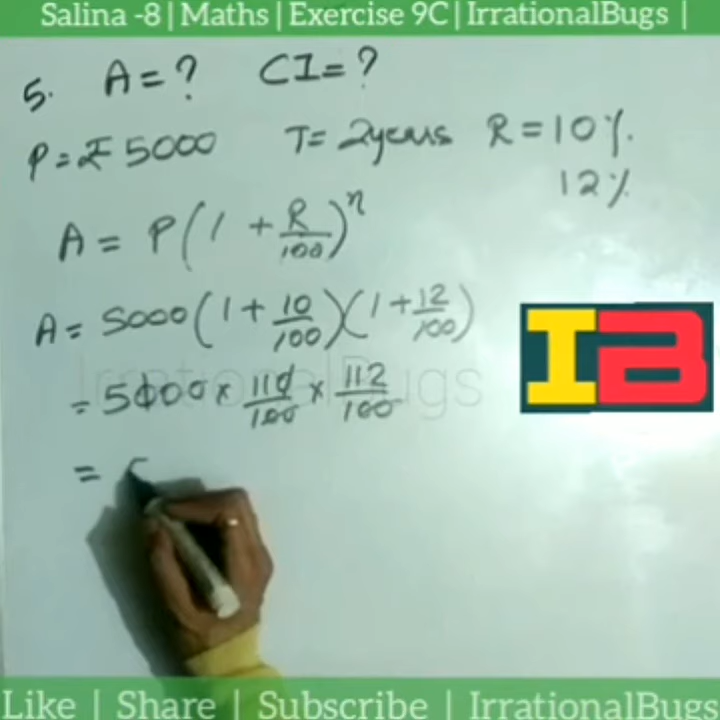 Salina -8 | Maths | Exercise 9C | IrrationalBugs |
5. A = ? CI = ?
P = ₹ 5000 T = 2years R = 10%
12%
A = P(1 + R/100)^n
A = 5000(1 + 10/100)(1 + 12/100)
= 5000 × 110/100 × 112/100
IrrationalBugs
IB
=
Like | Share | Subscribe | IrrationalBugs